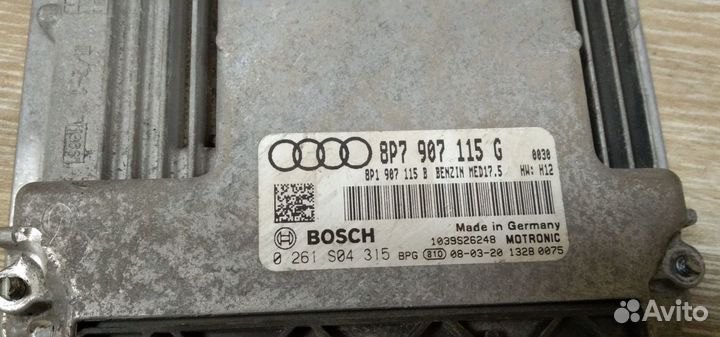 8P7 907 115 G 0030
8P1 907 115 B BENZIN MED17.5 HW: H12
Made in Germany
BOSCH 1039S26248 MOTRONIC
0 261 S04 315 BPG 810 08-03-20 1328 0075
Avito